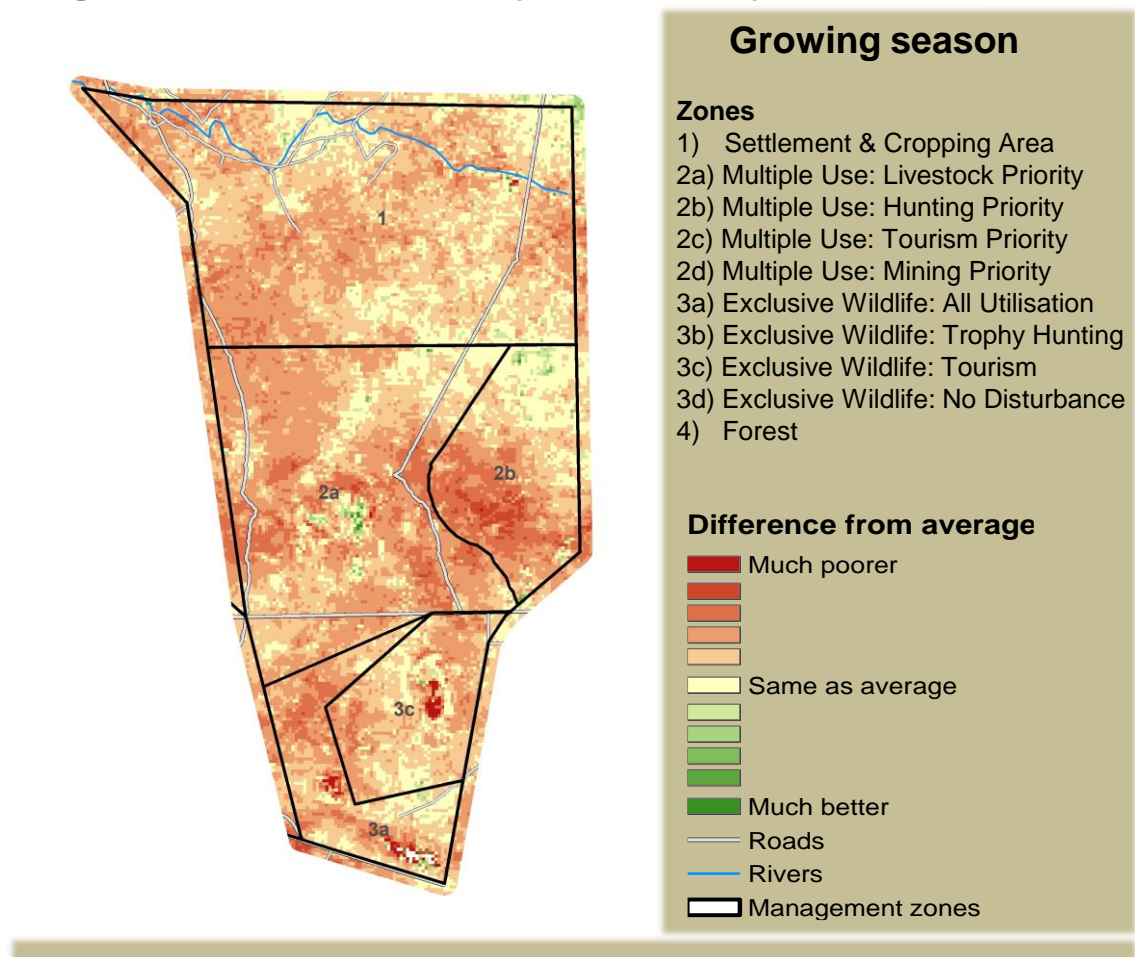 Growing season
Zones
1) Settlement & Cropping Area
2a) Multiple Use: Livestock Priority
2b) Multiple Use: Hunting Priority
2c) Multiple Use: Tourism Priority
2d) Multiple Use: Mining Priority
3a) Exclusive Wildlife: All Utilisation
3b) Exclusive Wildlife: Trophy Hunting
3c) Exclusive Wildlife: Tourism
3d) Exclusive Wildlife: No Disturbance
4) Forest
Difference from average
Much poorer
Same as average
Much better
Roads
Rivers
Management zones
1
2a
2b
3c
3a